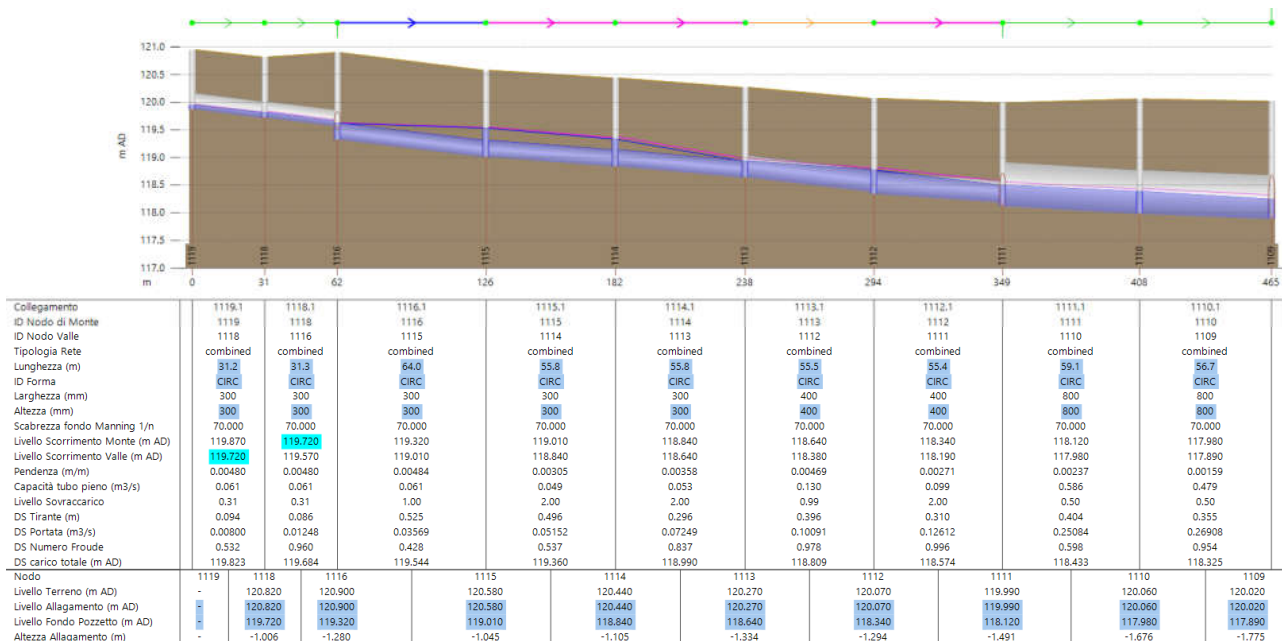 121.0
120.5
120.0
119.5
119.0
118.5
118.0
117.5
117.0
m AD
1119 1118 1116 1115 1114 1113 1112 1111 1110 1109
m 0 31 62 126 182 238 294 349 408 465
Collegamento 1119.1 1118.1 1116.1 1115.1 1114.1 1113.1 1112.1 1111.1 1110.1
ID Nodo di Monte 1119 1118 1116 1115 1114 1113 1112 1111 1110
ID Nodo Valle 1118 1116 1115 1114 1113 1112 1111 1110 1109
Tipologia Rete combined combined combined combined combined combined combined combined combined
Lunghezza (m) 31.2 31.3 64.0 55.8 55.8 55.5 55.4 59.1 56.7
ID Forma CIRC CIRC CIRC CIRC CIRC CIRC CIRC CIRC CIRC
Larghezza (mm) 300 300 300 300 300 400 400 800 800
Altezza (mm) 300 300 300 300 300 400 400 800 800
Scabrezza fondo Manning 1/n 70.000 70.000 70.000 70.000 70.000 70.000 70.000 70.000 70.000
Livello Scorrimento Monte (m AD) 119.870 119.720 119.320 119.010 118.840 118.640 118.340 118.120 117.980
Livello Scorrimento Valle (m AD) 119.720 119.570 119.010 118.840 118.640 118.380 118.190 117.980 117.890
Pendenza (m/m) 0.00480 0.00480 0.00484 0.00305 0.00358 0.00469 0.00271 0.00237 0.00159
Capacità tubo pieno (m3/s) 0.061 0.061 0.061 0.049 0.053 0.130 0.099 0.586 0.479
Livello Sovraccarico 0.31 0.31 1.00 2.00 2.00 0.99 2.00 0.50 0.50
DS Tirante (m) 0.094 0.086 0.525 0.496 0.296 0.396 0.310 0.404 0.355
DS Portata (m3/s) 0.00800 0.01248 0.03569 0.05152 0.07249 0.10091 0.12612 0.25084 0.26908
DS Numero Froude 0.532 0.960 0.428 0.537 0.837 0.978 0.996 0.598 0.954
DS carico totale (m AD) 119.823 119.684 119.544 119.360 118.990 118.809 118.574 118.433 118.325
Nodo 1119 1118 1116 1115 1114 1113 1112 1111 1110 1109
Livello Terreno (m AD) - 120.820 120.900 120.580 120.440 120.270 120.070 119.990 120.060 120.020
Livello Allagamento (m AD) - 120.820 120.900 120.580 120.440 120.270 120.070 119.990 120.060 120.020
Livello Fondo Pozzetto (m AD) - 119.720 119.320 119.010 118.840 118.640 118.340 118.120 117.980 117.890
Altezza Allagamento (m) - -1.006 -1.280 -1.045 -1.105 -1.334 -1.294 -1.491 -1.676 -1.775